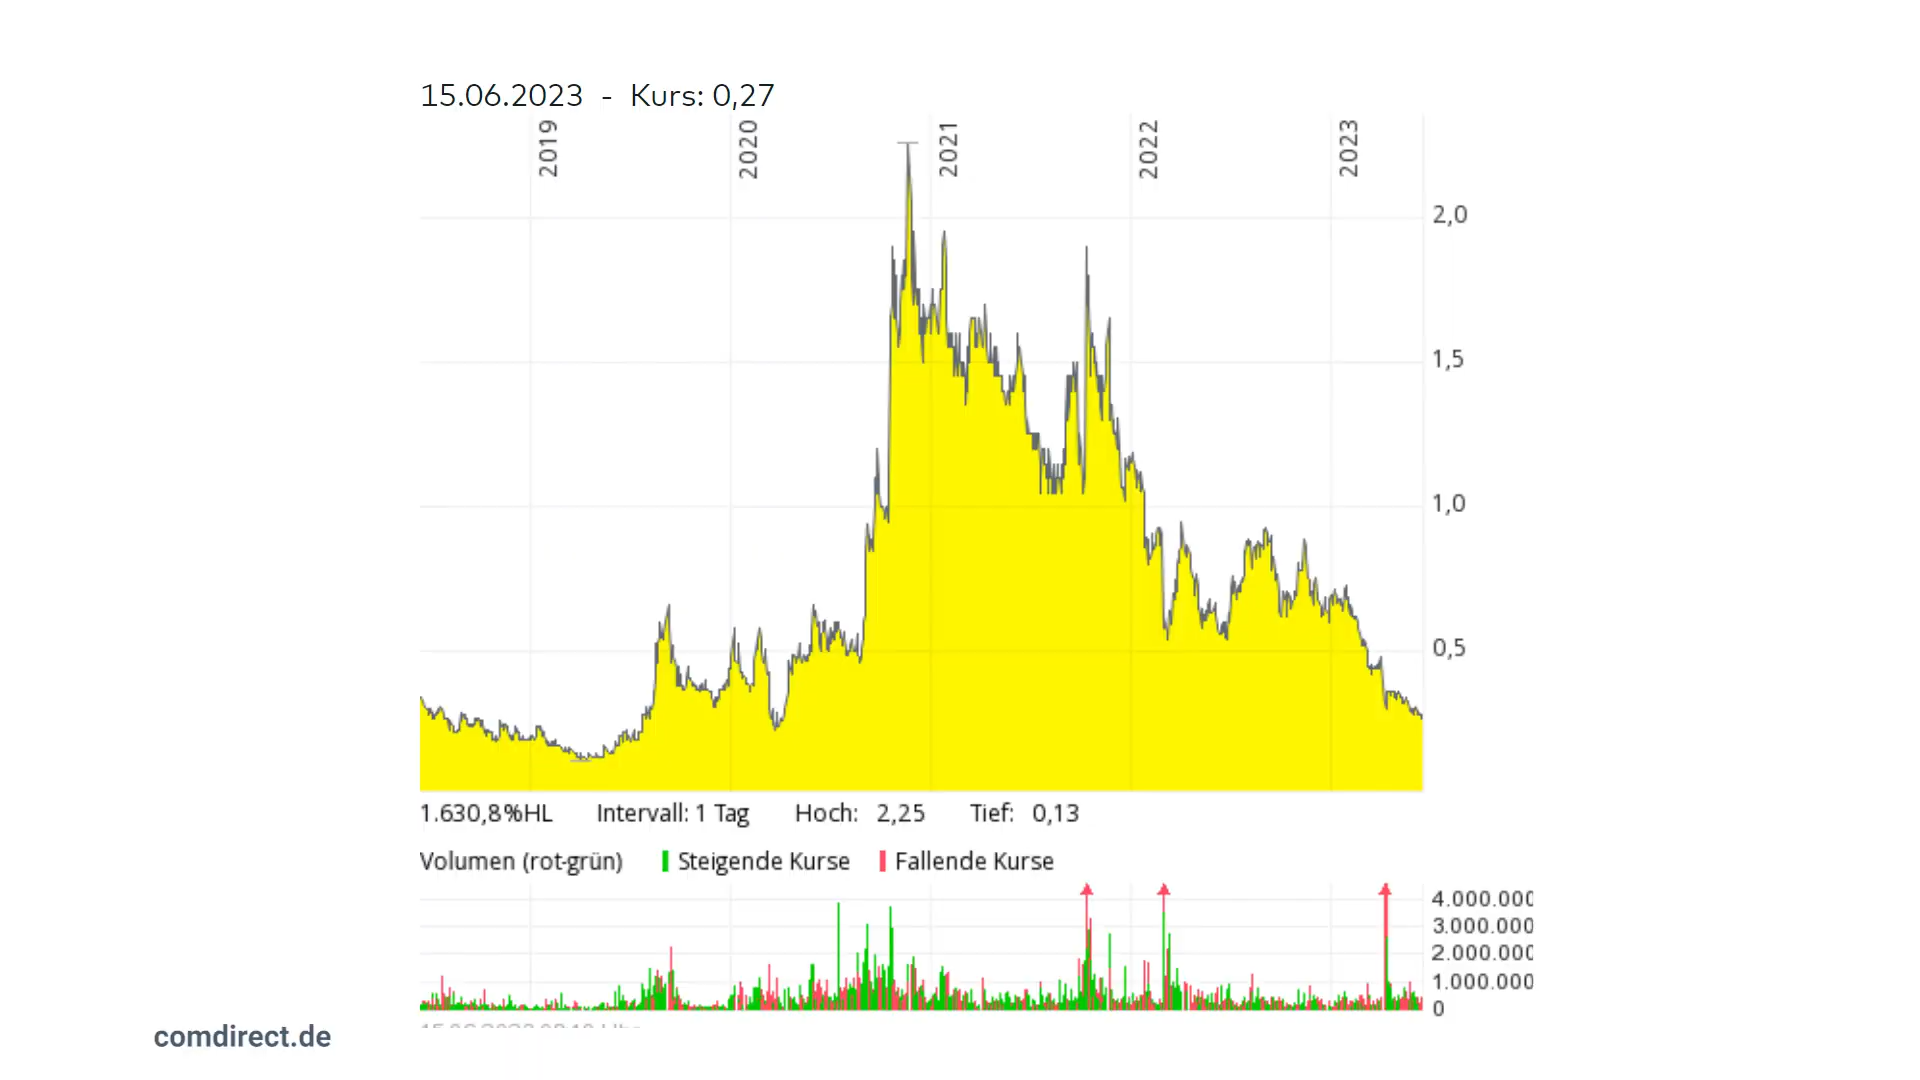 15.06.2023 - Kurs: 0,27
2019 2020 2021 2022 2023
2,0
1,5
1,0
0,5
1.630,8%HL Intervall: 1 Tag Hoch: 2,25 Tief: 0,13
Volumen (rot-grün) Steigende Kurse Fallende Kurse
4.000.000
3.000.000
2.000.000
1.000.000
0
comdirect.de